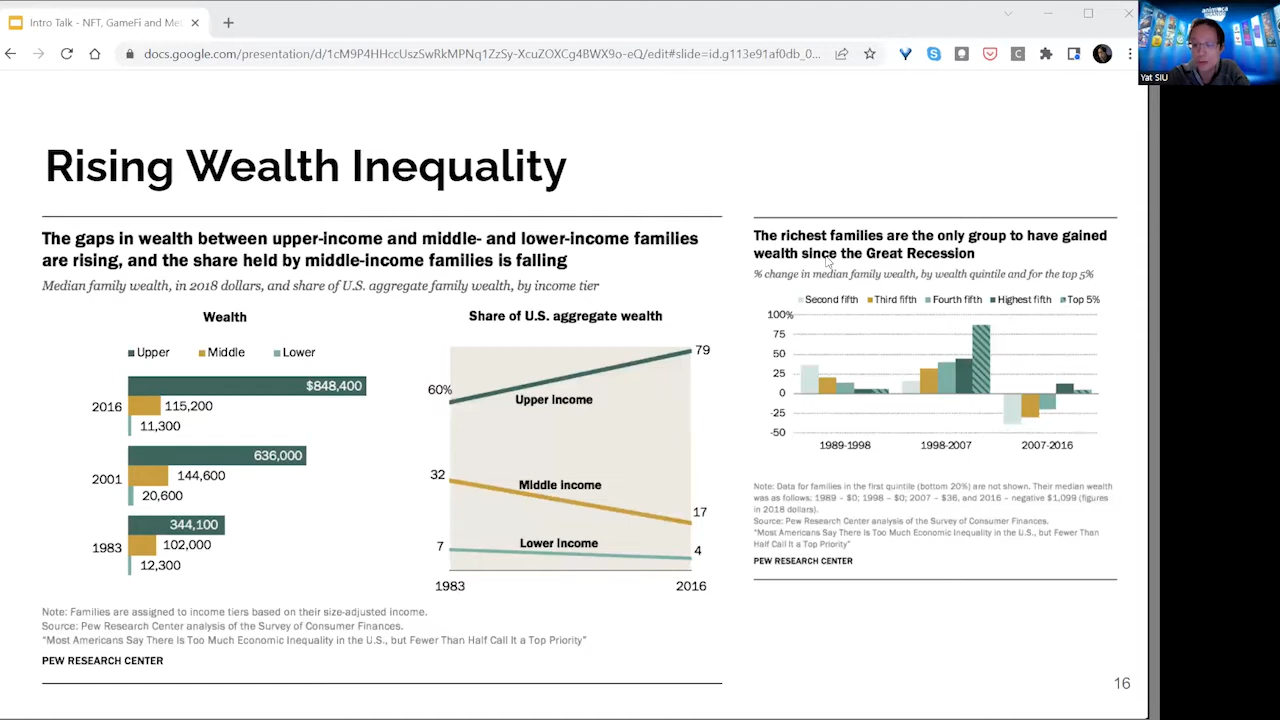 Intro Talk - NFT, GameFi and Me
docs.google.com/presentation/d/
Yat SIU
Rising Wealth Inequality
The gaps in wealth between upper-income and middle- and lower-income families
are rising, and the share held by middle-income families is falling
Median family wealth, in 2018 dollars, and share of U.S. aggregate family wealth, by income tier
Wealth
Upper Middle Lower
2016
$848,400
115,200
11,300
2001
636,000
144,600
20,600
1983
344,100
102,000
12,300
Share of U.S. aggregate wealth
60%
79
Upper income
32
Middle income
17
7
Lower Income
4
1983 2016
Note: Families are assigned to income tiers based on their size-adjusted income.
Source: Pew Research Center analysis of the Survey of Consumer Finances.
“Most Americans Say There Is Too Much Economic Inequality in the U.S., but Fewer Than Half Call It a Top Priority”
PEW RESEARCH CENTER
The richest families are the only group to have gained
wealth since the Great Recession
% change in median family wealth, by wealth quintile and for the top 5%
Second fifth Third fifth Fourth fifth Highest fifth Top 5%
100%
75
50
25
0
-25
-50
1989-1998 1998-2007 2007-2016
Note: Data for families in the first quintile (bottom 20%) are not shown. Their median wealth
was as follows: 1989 – $0; 1998 – $0; 2007 – $36, and 2016 – negative $1,099 (figures
in 2018 dollars).
Source: Pew Research Center analysis of the Survey of Consumer Finances.
“Most Americans Say There Is Too Much Economic Inequality in the U.S., but Fewer Than
Half Call It a Top Priority”
PEW RESEARCH CENTER
16